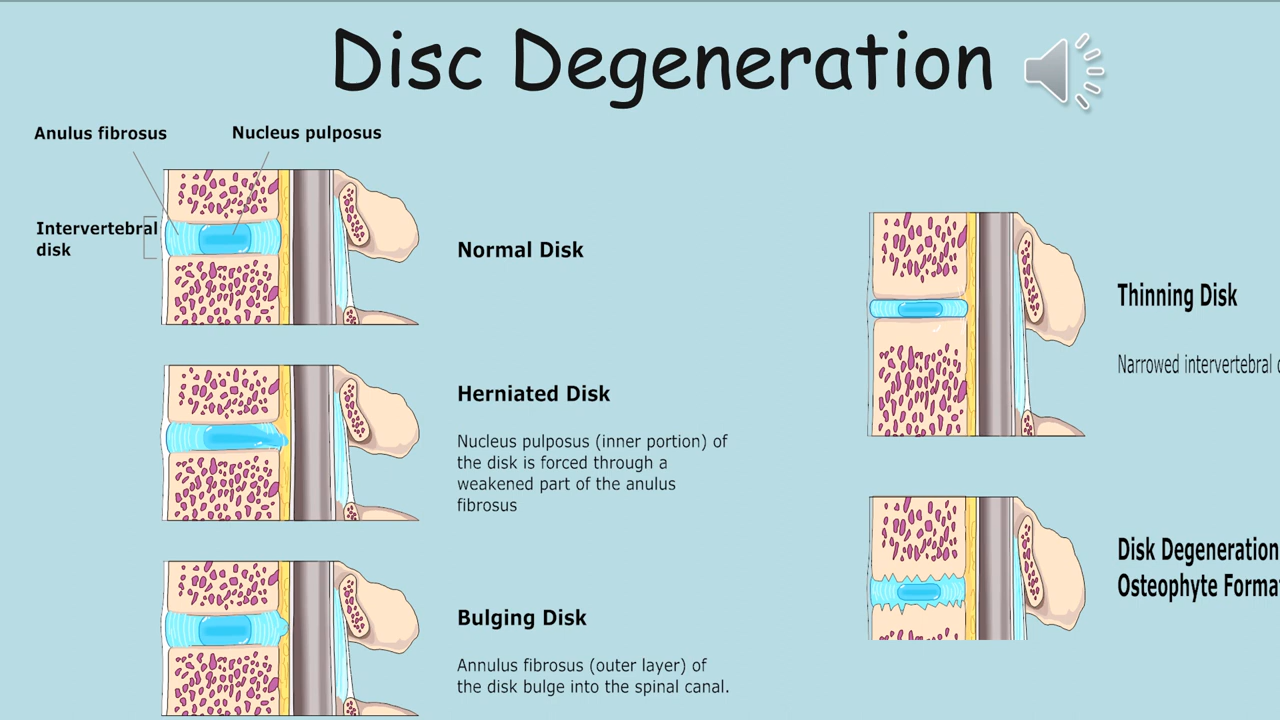 Disc Degeneration
Anulus fibrosus
Nucleus pulposus
Intervertebral
disk
Normal Disk
Herniated Disk
Nucleus pulposus (inner portion) of
the disk is forced through a
weakened part of the anulus
fibrosus
Bulging Disk
Annulus fibrosus (outer layer) of
the disk bulge into the spinal canal.
Thinning Disk
Narrowed intervertebral
Disk Degeneration
Osteophyte